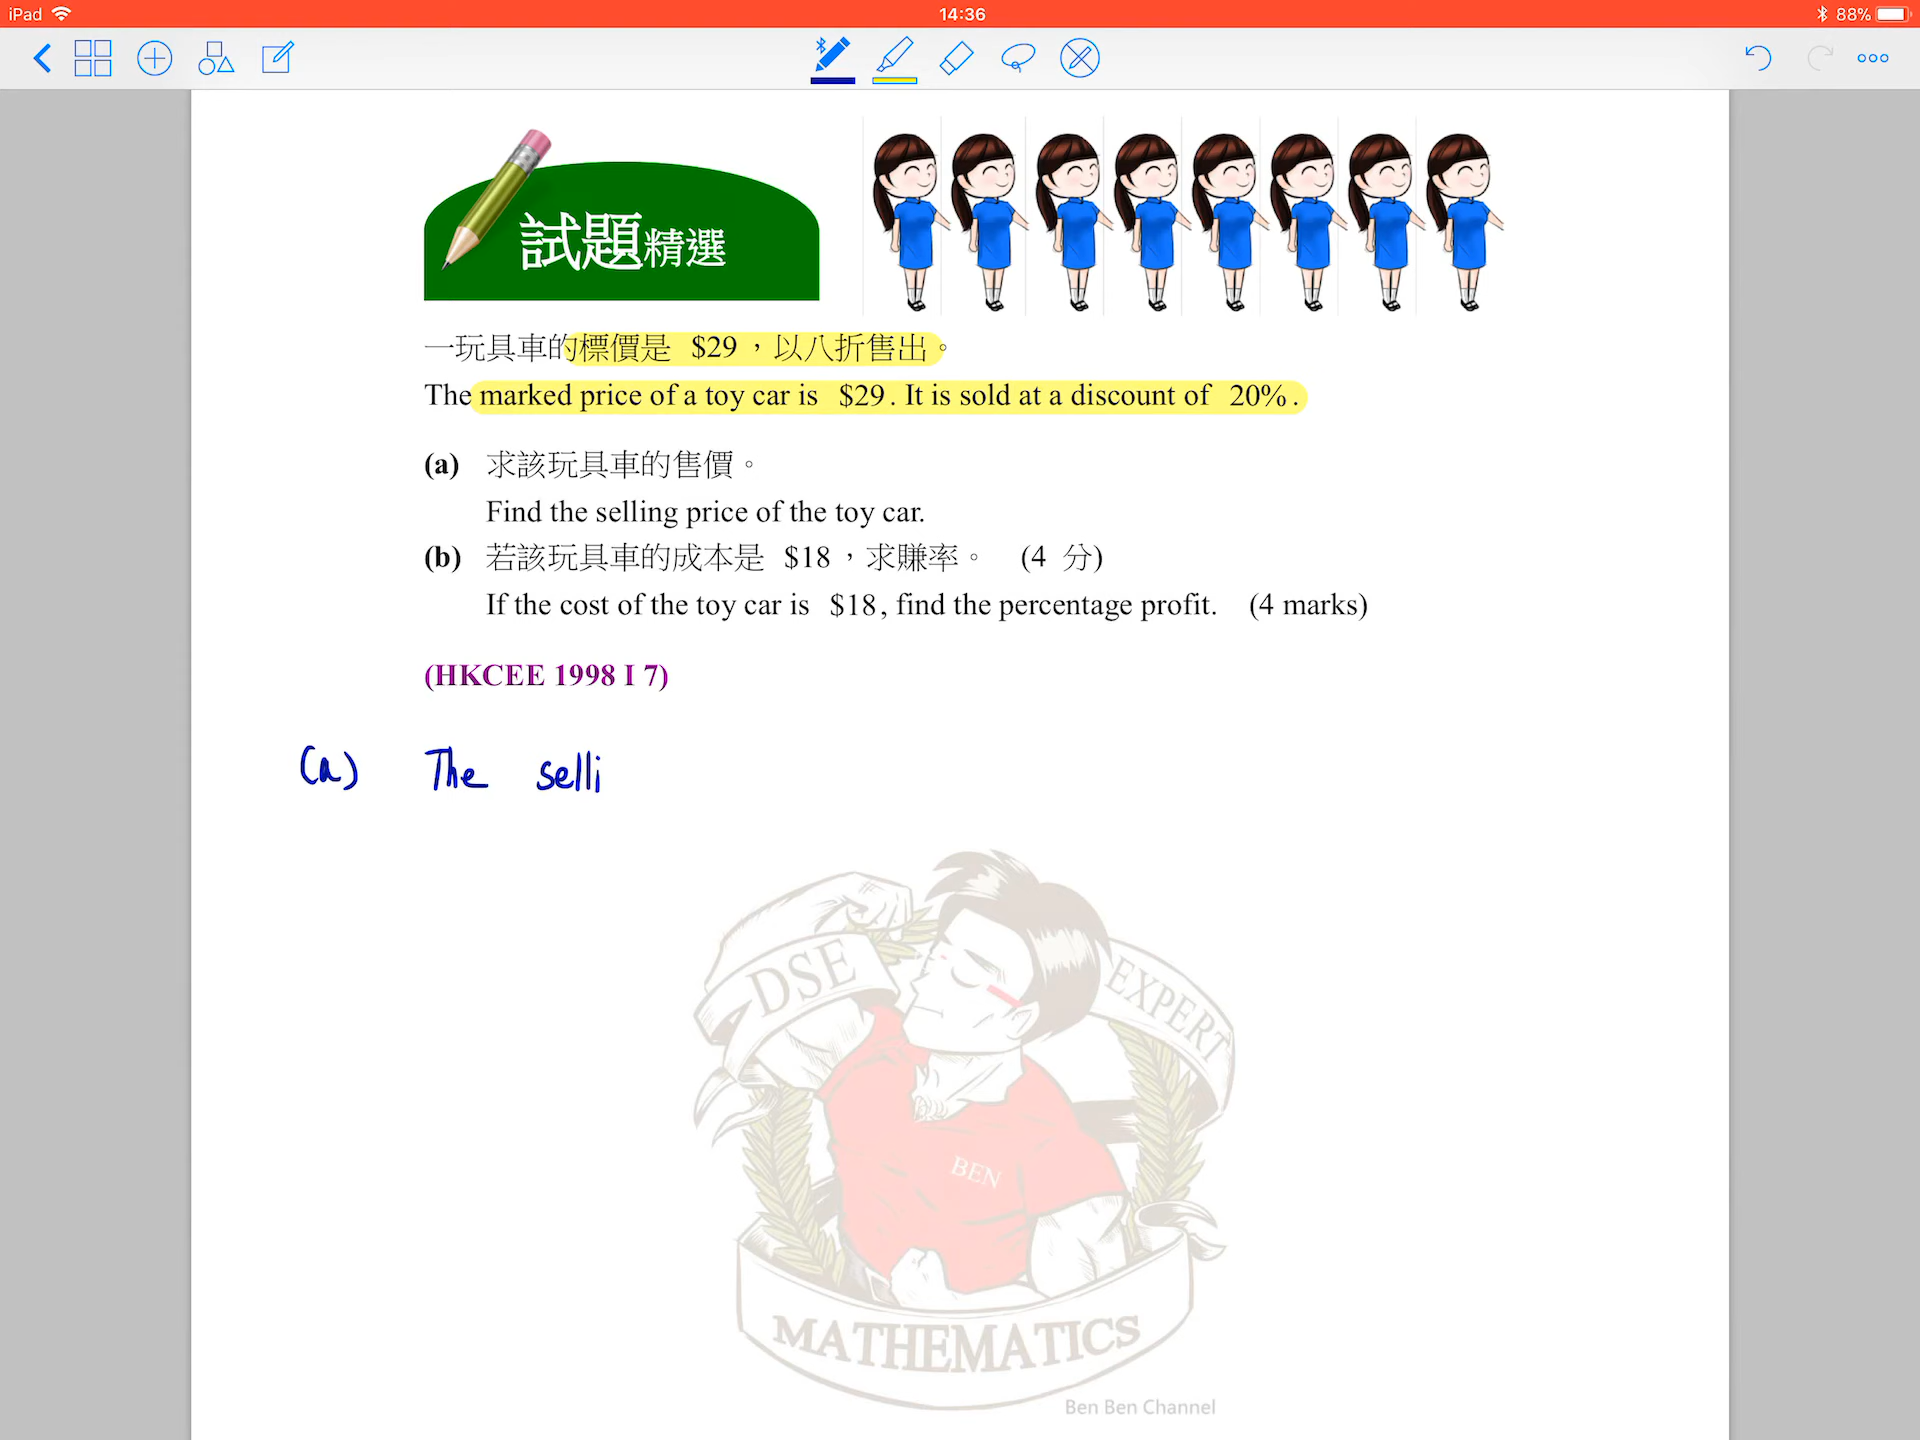 iPad 14:36 88%
試題精選
一玩具車的標價是 $29，以八折售出。
The marked price of a toy car is $29. It is sold at a discount of 20%.
(a) 求該玩具車的售價。
Find the selling price of the toy car.
(b) 若該玩具車的成本是 $18，求賺率。 (4 分)
If the cost of the toy car is $18, find the percentage profit. (4 marks)
(HKCEE 1998 I 7)
(a) The selli
DSE EXPERT
BEN
MATHEMATICS
Ben Ben Channel